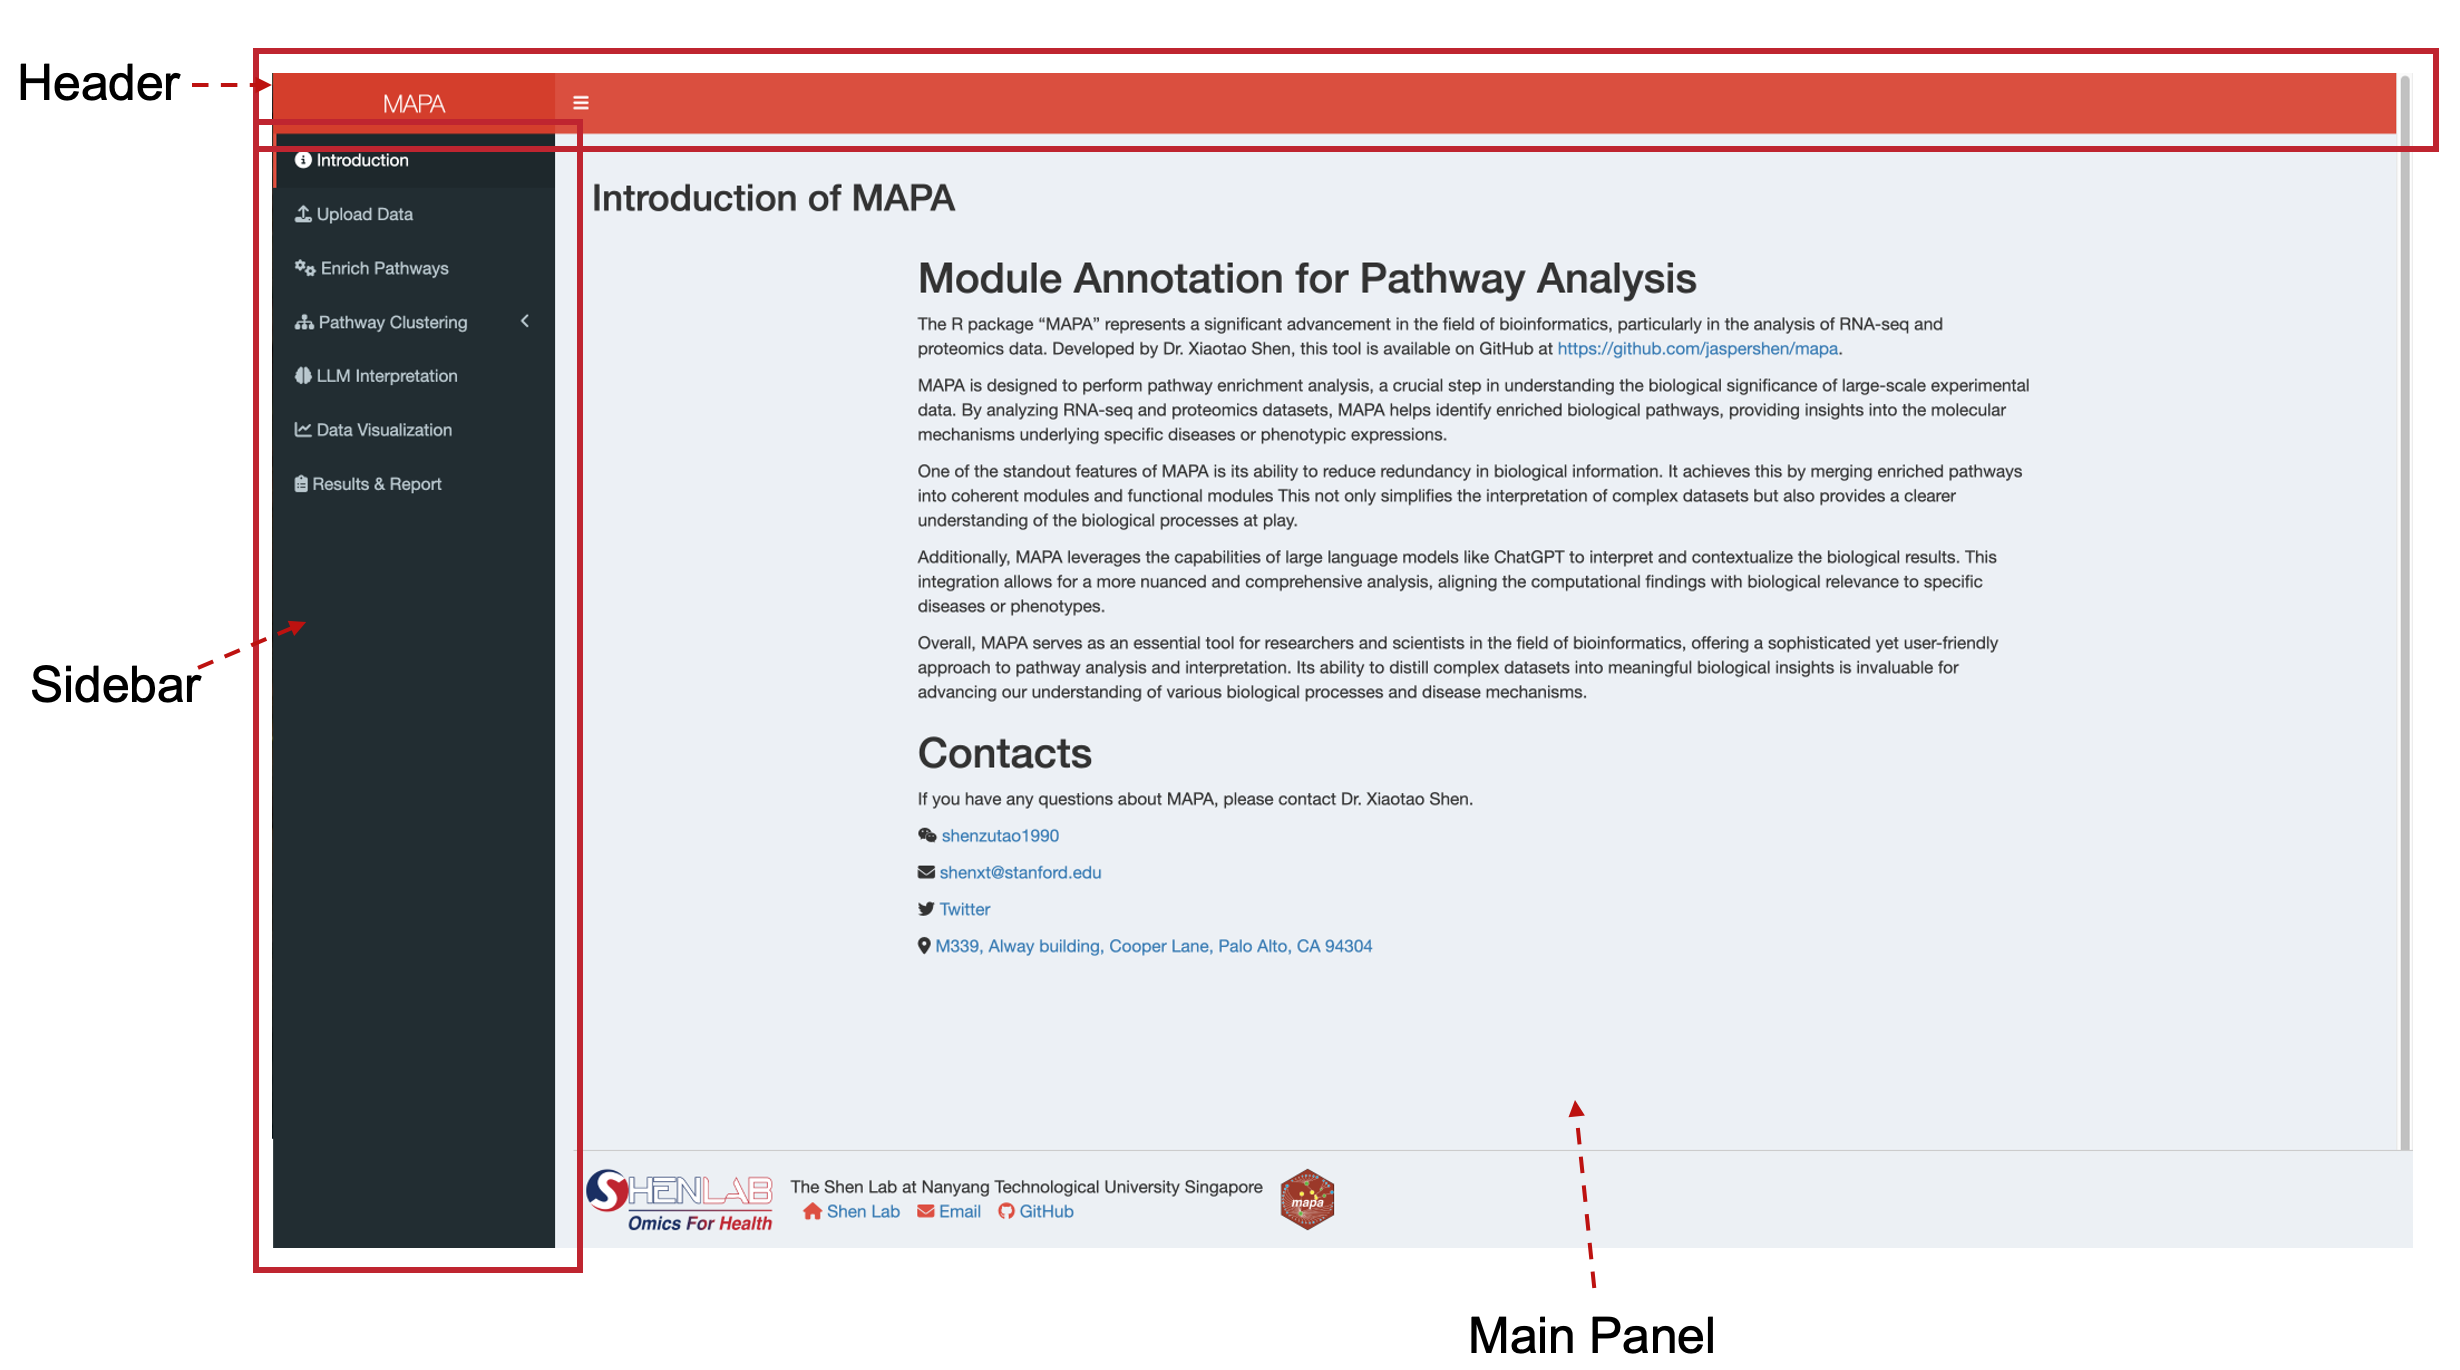 Header
MAPA
Introduction
Upload Data
Enrich Pathways
Pathway Clustering
LLM Interpretation
Data Visualization
Results & Report
Sidebar
Introduction of MAPA
Module Annotation for Pathway Analysis
The R package “MAPA” represents a significant advancement in the field of bioinformatics, particularly in the analysis of RNA-seq and
proteomics data. Developed by Dr. Xiaotao Shen, this tool is available on GitHub at https://github.com/jaspershen/mapa.
MAPA is designed to perform pathway enrichment analysis, a crucial step in understanding the biological significance of large-scale experimental
data. By analyzing RNA-seq and proteomics datasets, MAPA helps identify enriched biological pathways, providing insights into the molecular
mechanisms underlying specific diseases or phenotypic expressions.
One of the standout features of MAPA is its ability to reduce redundancy in biological information. It achieves this by merging enriched pathways
into coherent modules and functional modules This not only simplifies the interpretation of complex datasets but also provides a clearer
understanding of the biological processes at play.
Additionally, MAPA leverages the capabilities of large language models like ChatGPT to interpret and contextualize the biological results. This
integration allows for a more nuanced and comprehensive analysis, aligning the computational findings with biological relevance to specific
diseases or phenotypes.
Overall, MAPA serves as an essential tool for researchers and scientists in the field of bioinformatics, offering a sophisticated yet user-friendly
approach to pathway analysis and interpretation. Its ability to distill complex datasets into meaningful biological insights is invaluable for
advancing our understanding of various biological processes and disease mechanisms.
Contacts
If you have any questions about MAPA, please contact Dr. Xiaotao Shen.
shenzutao1990
shenxt@stanford.edu
Twitter
M339, Alway building, Cooper Lane, Palo Alto, CA 94304
SHENLAB
Omics For Health
The Shen Lab at Nanyang Technological University Singapore
Shen Lab Email GitHub
mapa
Main Panel